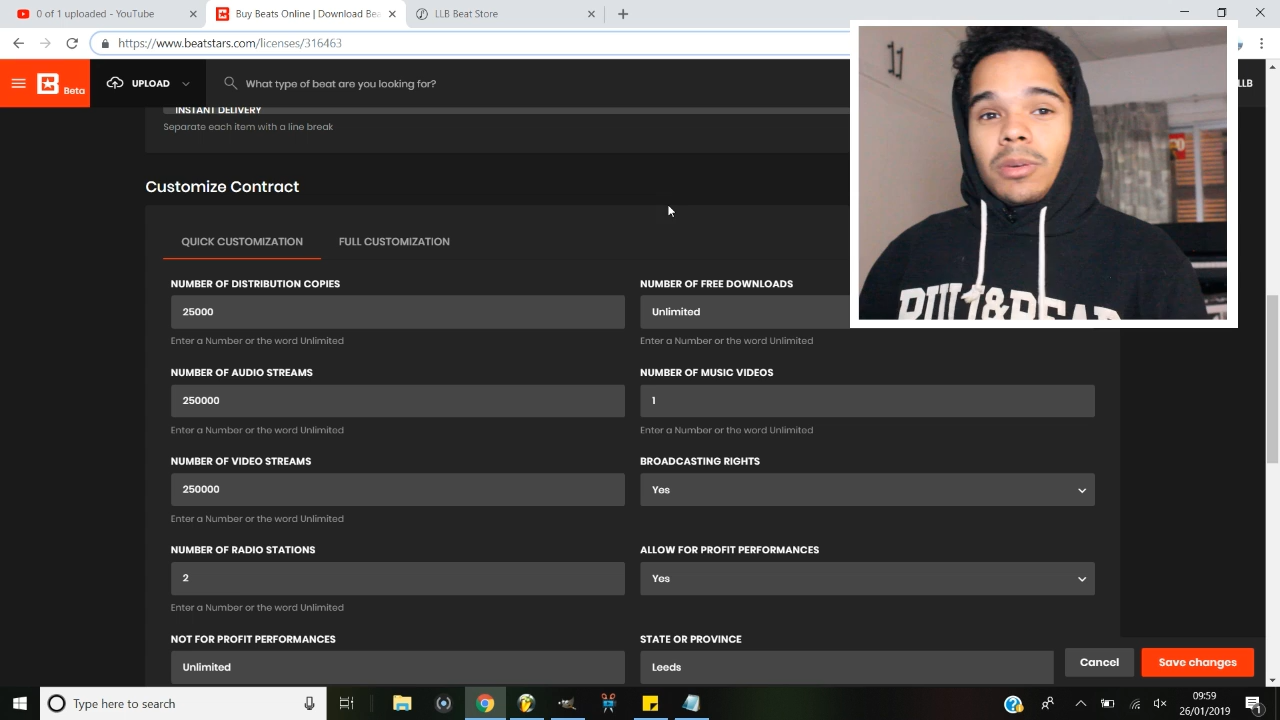 0 of 1 upload - YouTube
Buy Beats Online | Download Bea
LLB Beat Store
https://www.beatstars.com/licenses/316463
Beta
UPLOAD
What type of beat are you looking for?
LLB
INSTANT DELIVERY
Separate each item with a line break
Customize Contract
QUICK CUSTOMIZATION
FULL CUSTOMIZATION
NUMBER OF DISTRIBUTION COPIES
NUMBER OF FREE DOWNLOADS
25000
Unlimited
Enter a Number or the word Unlimited
Enter a Number or the word Unlimited
NUMBER OF AUDIO STREAMS
NUMBER OF MUSIC VIDEOS
250000
1
Enter a Number or the word Unlimited
Enter a Number or the word Unlimited
NUMBER OF VIDEO STREAMS
BROADCASTING RIGHTS
250000
Yes
Enter a Number or the word Unlimited
NUMBER OF RADIO STATIONS
ALLOW FOR PROFIT PERFORMANCES
2
Yes
Enter a Number or the word Unlimited
NOT FOR PROFIT PERFORMANCES
STATE OR PROVINCE
Unlimited
Leeds
Cancel
Save changes
Type here to search
09:59
26/01/2019
1